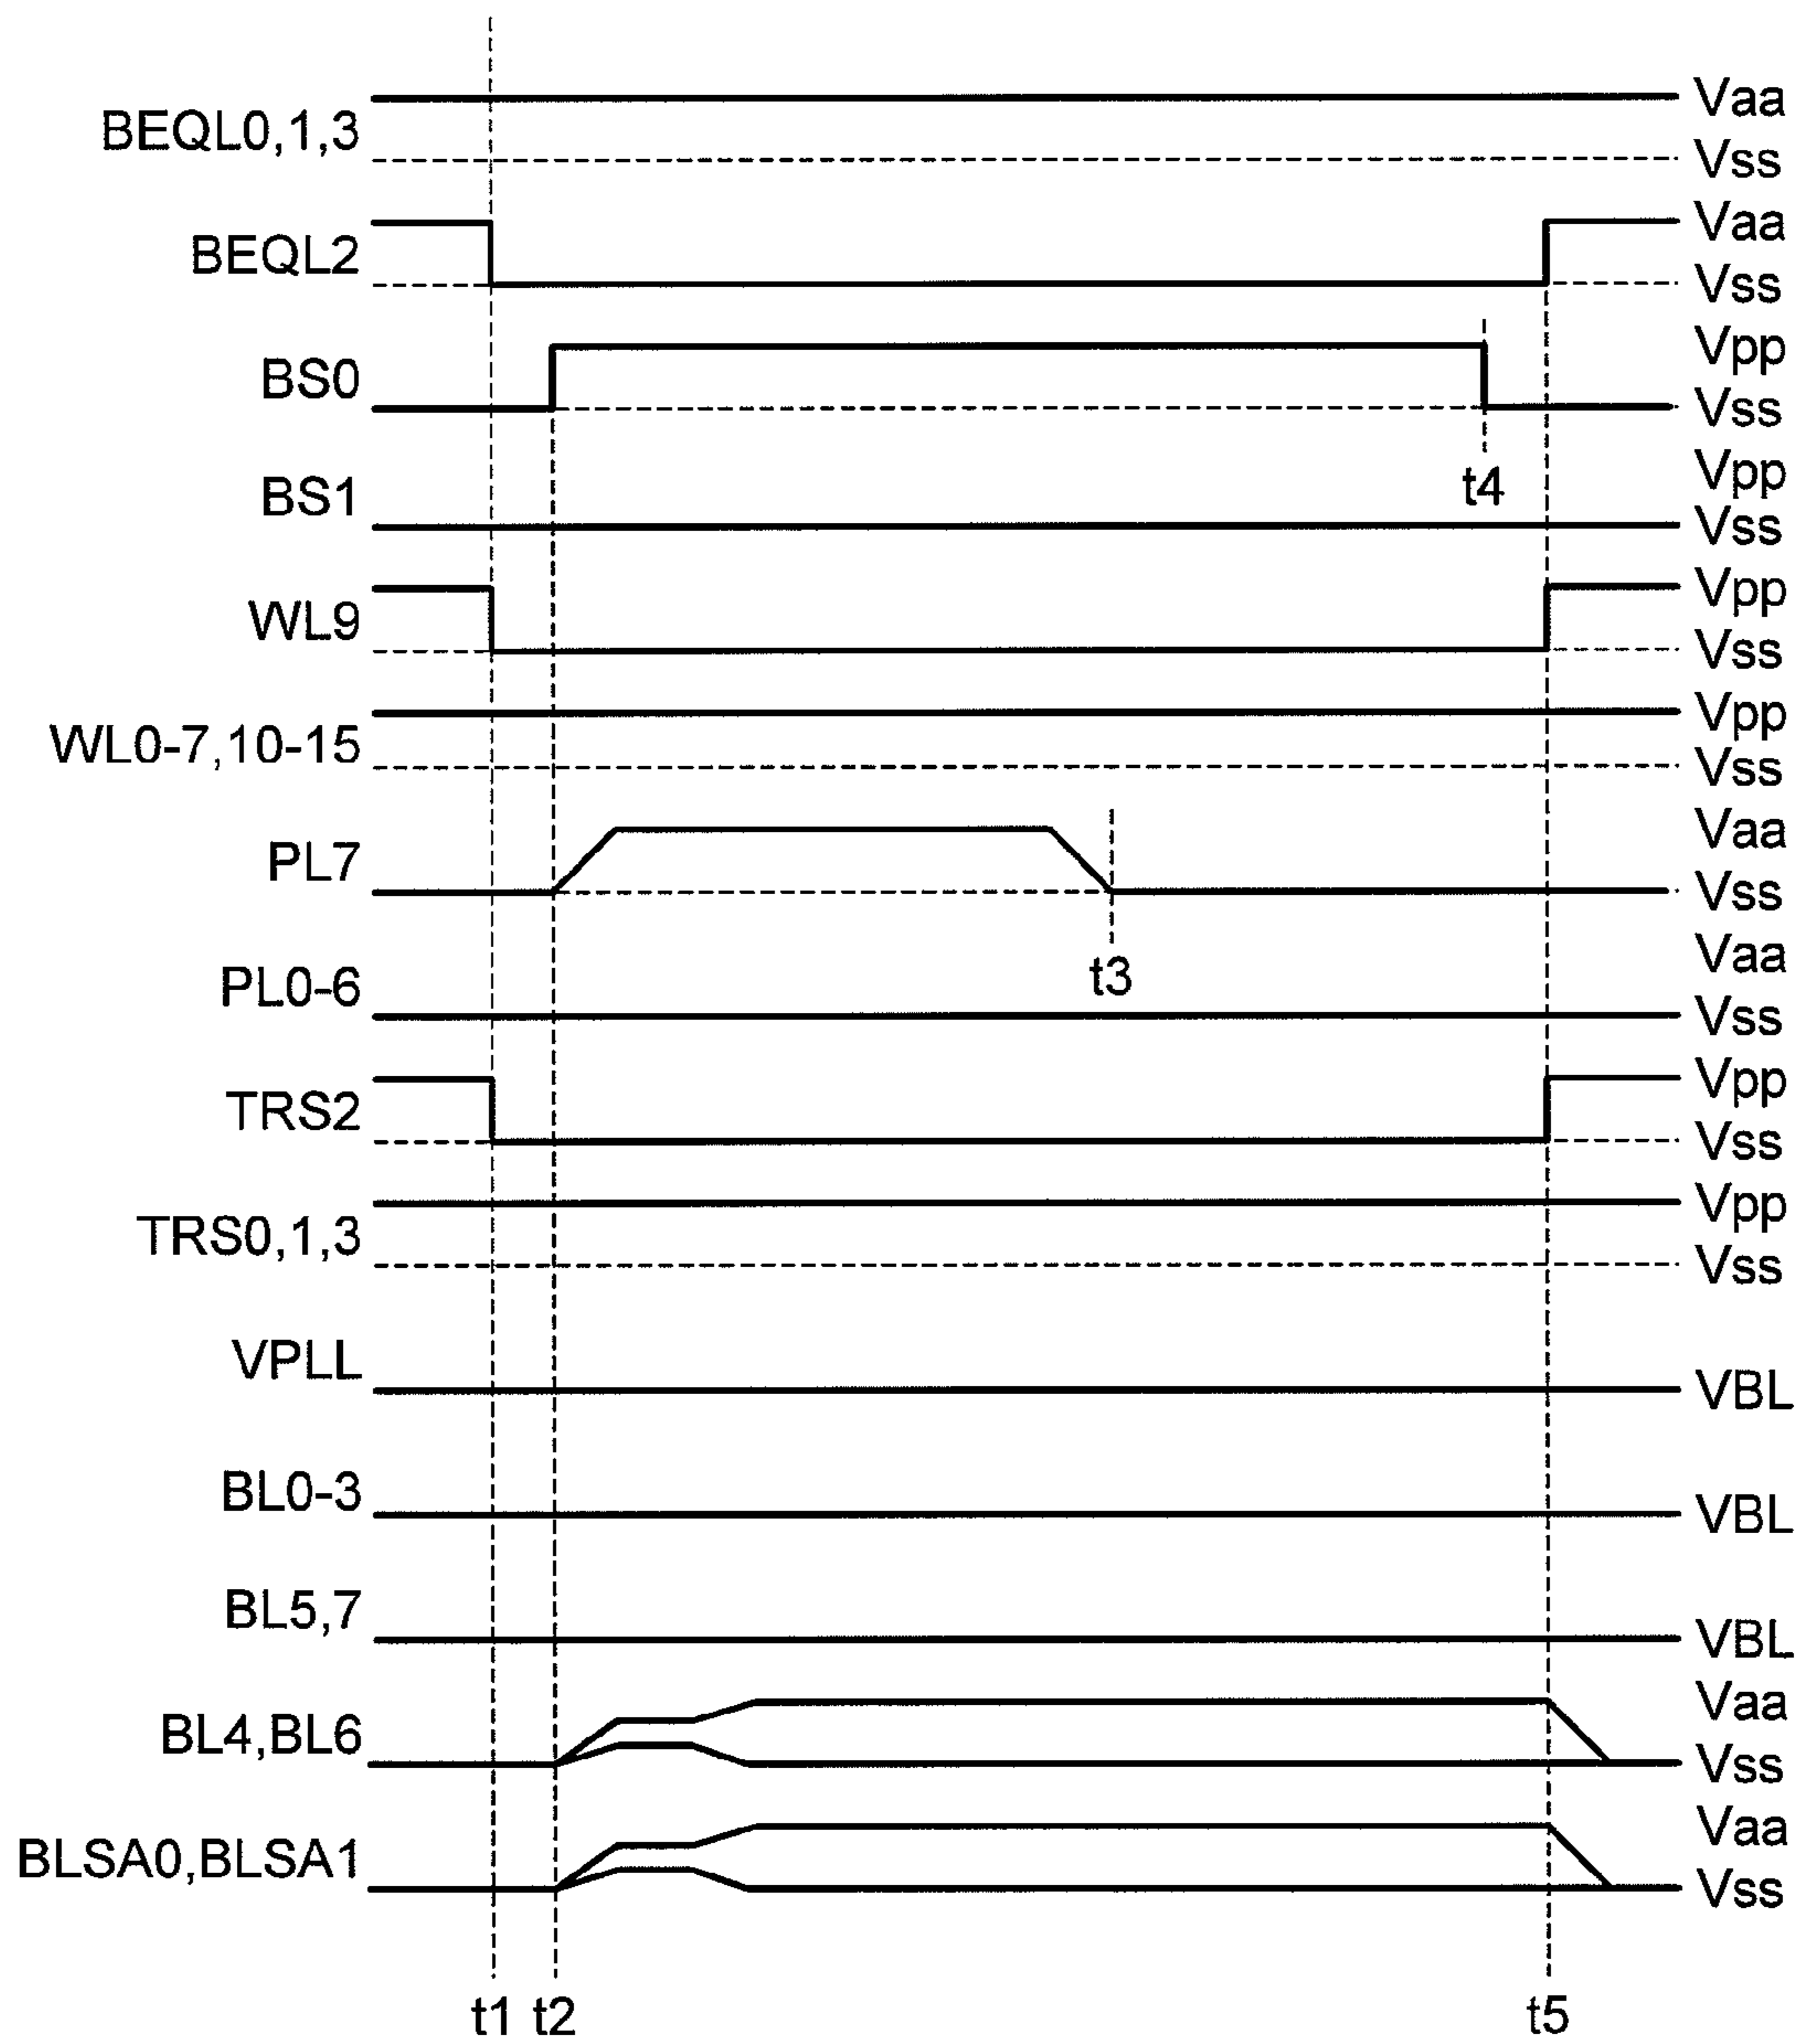 BEQL0,1,3 Vaa
Vss
BEQL2 Vaa
Vss
BS0 Vpp
Vss
t4
BS1 Vpp
Vss
WL9 Vpp
Vss
WL0-7,10-15 Vpp
Vss
PL7 Vaa
Vss
t3
PL0-6 Vaa
Vss
TRS2 Vpp
Vss
TRS0,1,3 Vpp
Vss
VPLL VBL
BL0-3 VBL
BL5,7 VBL
BL4,BL6 Vaa
Vss
BLSA0,BLSA1 Vaa
Vss
t1 t2 t5